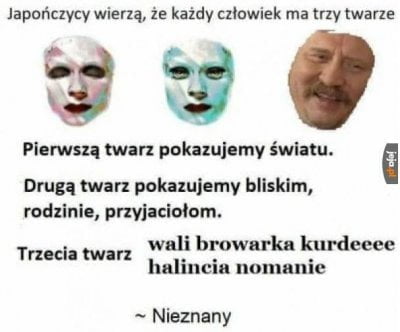 Japończycy wierzą, że każdy człowiek ma trzy twarze
Pierwszą twarz pokazujemy światu.
Drugą twarz pokazujemy bliskim,
rodzinie, przyjaciołom.
Trzecia twarz wali browarka kurdeeee
halincia nomanie
~ Nieznany
jeja.pl